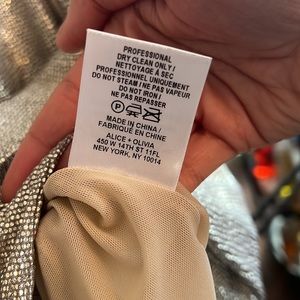 PROFESSIONAL
DRY CLEAN ONLY /
NETTOYAGE À SEC
PROFESSIONNEL UNIQUEMENT
DO NOT STEAM / NE PAS VAPEUR
DO NOT IRON /
NE PAS REPASSER
P
MADE IN CHINA /
FABRIQUÉ EN CHINE
ALICE + OLIVIA
450 W 14TH ST 11FL
NEW YORK, NY 10014